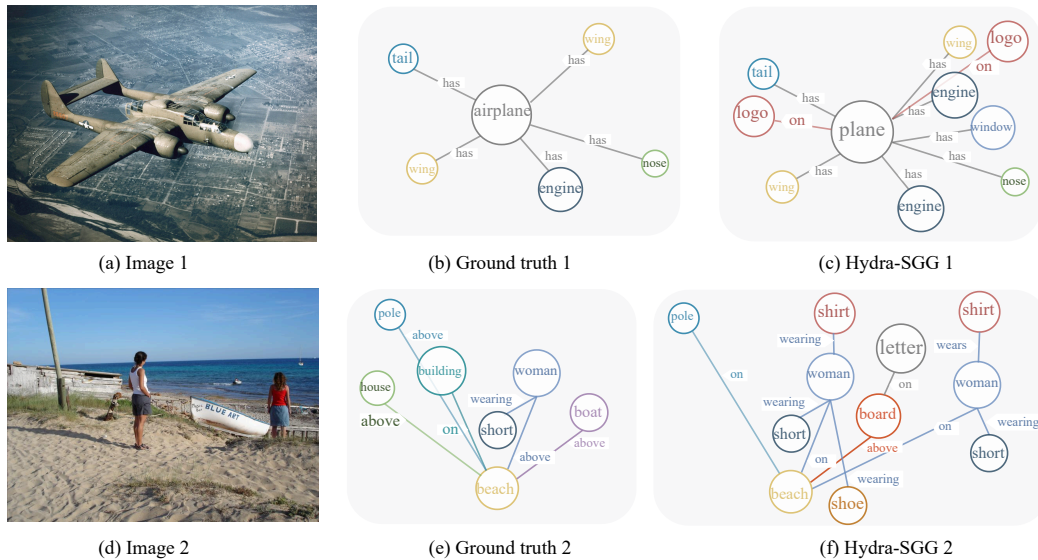 tail
wing
has
has
airplane
has
has
has
wing
nose
engine
wing
logo
tail
has
on
has
engine
logo
has
on
plane
has
window
has
has
has
wing
nose
engine
(a) Image 1
(b) Ground truth 1
(c) Hydra-SGG 1
BLUE ART
pole
above
building
woman
house
wearing
boat
above
on
short
above
above
beach
pole
shirt
shirt
wearing
letter
wears
on
woman
woman
on
wearing
board
wearing
short
on
above
on
short
beach
wearing
shoe
(d) Image 2
(e) Ground truth 2
(f) Hydra-SGG 2